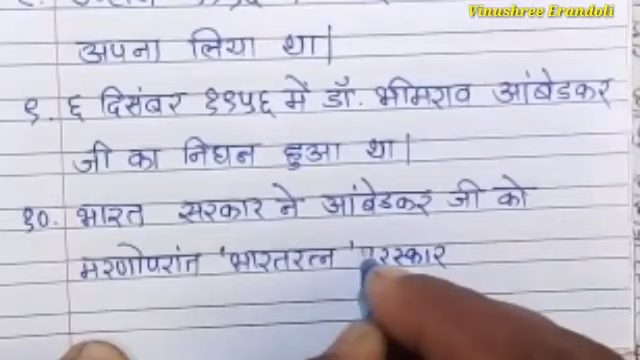 Vinushree Erandoli
अपना लिया था|
९. ६ दिसंबर १९५६ में डॉ. भीमराव आंबेडकर
जी का निधन हुआ था|
१०. भारत सरकार ने आंबेडकर जी को
मरणोपरांत 'भारतरत्न' पुरस्कार